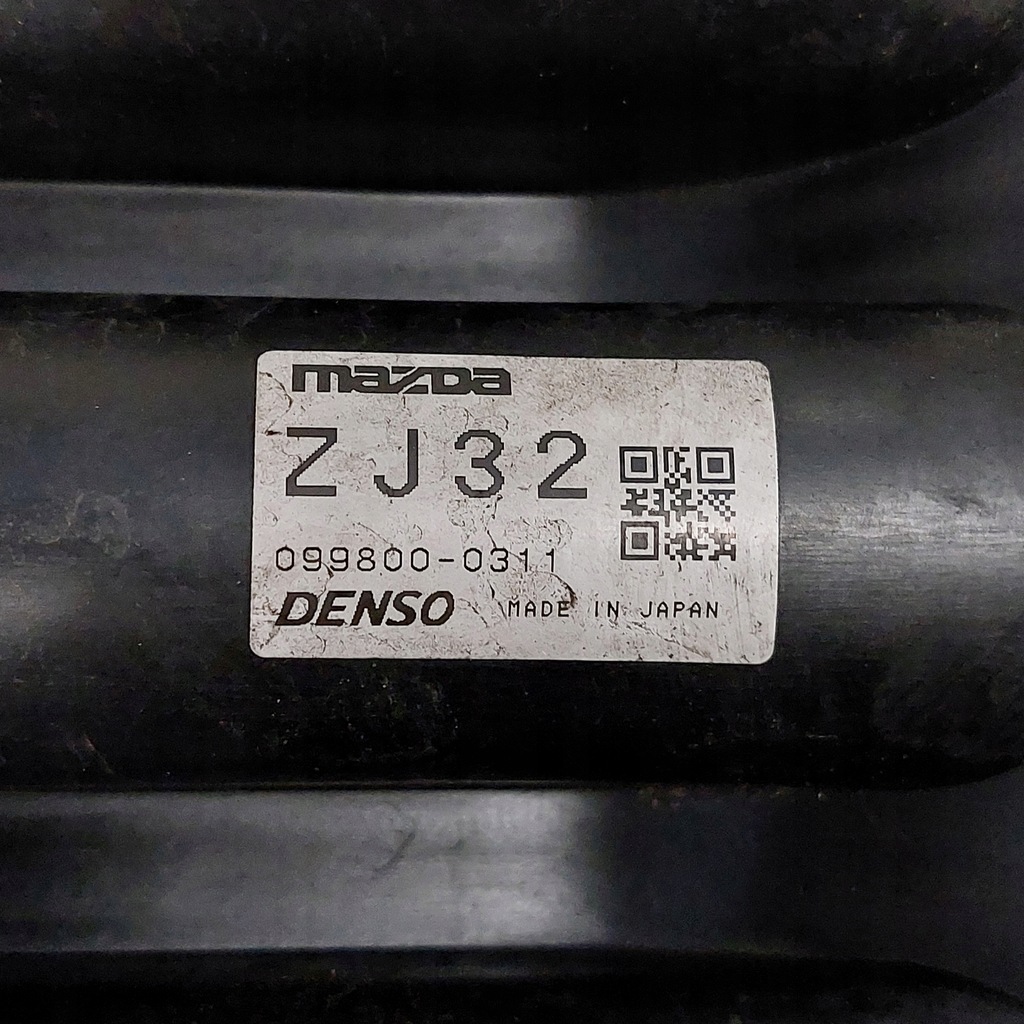 mazda
ZJ32
099800-0311
DENSO MADE IN JAPAN